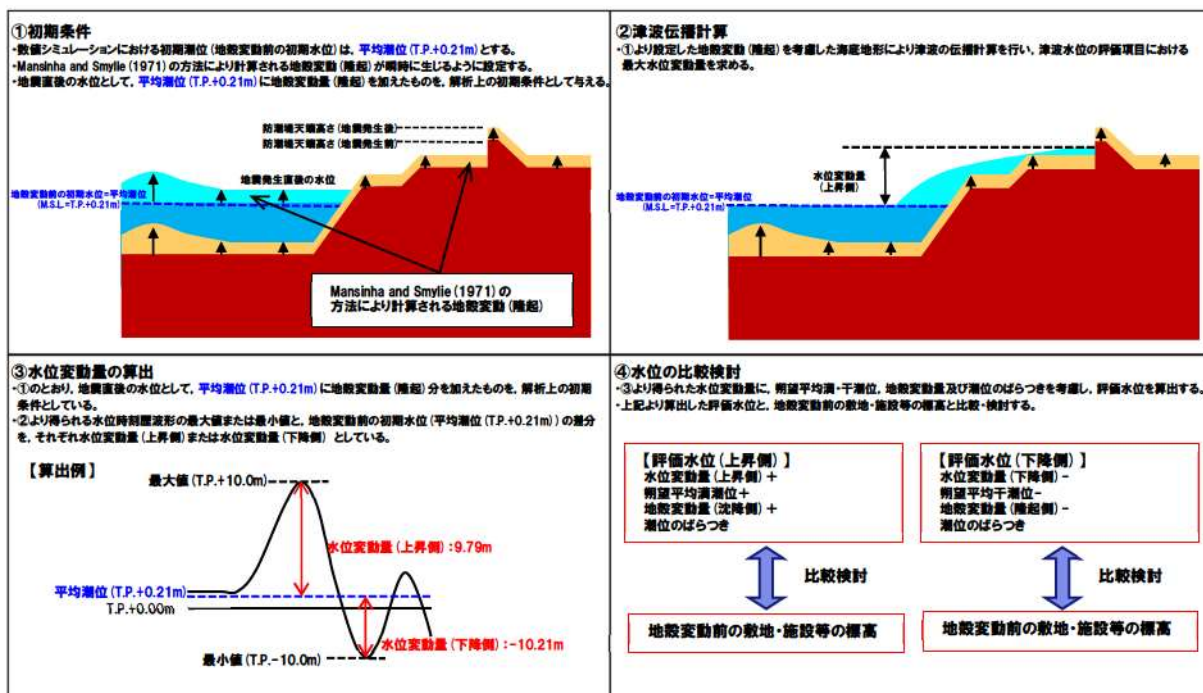 ①初期条件
・数値シミュレーションにおける初期潮位(地殻変動前の初期水位)は,平均潮位(T.P.+0.21m)とする。
・Mansinha and Smylie(1971)の方法により計算される地殻変動(隆起)が瞬時に生じるように設定する。
・地震直後の水位として,平均潮位(T.P.+0.21m)に地殻変動量(隆起)を加えたものを,解析上の初期条件として与える。
防潮堤天端高さ(地震発生後)
防潮堤天端高さ(地震発生前)
地震発生直後の水位
地殻変動前の初期水位=平均潮位
(M.S.L.=T.P.+0.21m)
Mansinha and Smylie(1971)の
方法により計算される地殻変動(隆起)
②津波伝播計算
・①より設定した地殻変動(隆起)を考慮した海底地形により津波の伝播計算を行い,津波水位の評価項目における
最大水位変動量を求める。
水位変動量
(上昇側)
地殻変動前の初期水位=平均潮位
(M.S.L.=T.P.+0.21m)
③水位変動量の算出
・①のとおり,地震直後の水位として,平均潮位(T.P.+0.21m)に地殻変動量(隆起)分を加えたものを,解析上の初期
条件としている。
・②より得られる水位時刻歴波形の最大値または最小値と,地殻変動前の初期水位(平均潮位(T.P.+0.21m))の差分
を,それぞれ水位変動量(上昇側)または水位変動量(下降側)としている。
【算出例】
最大値(T.P.+10.0m)
水位変動量(上昇側):9.79m
平均潮位(T.P.+0.21m)
T.P.+0.00m
水位変動量(下降側):-10.21m
最小値(T.P.-10.0m)
④水位の比較検討
・③より得られた水位変動量に,朔望平均満・干潮位,地殻変動量及び潮位のばらつきを考慮し,評価水位を算出する。
・上記より算出した評価水位と,地殻変動前の敷地・施設等の標高と比較・検討する。
【評価水位(上昇側)】
水位変動量(上昇側)+
朔望平均満潮位+
地殻変動量(沈降側)+
潮位のばらつき
比較検討
地殻変動前の敷地・施設等の標高
【評価水位(下降側)】
水位変動量(下降側)-
朔望平均干潮位-
地殻変動量(隆起側)-
潮位のばらつき
比較検討
地殻変動前の敷地・施設等の標高